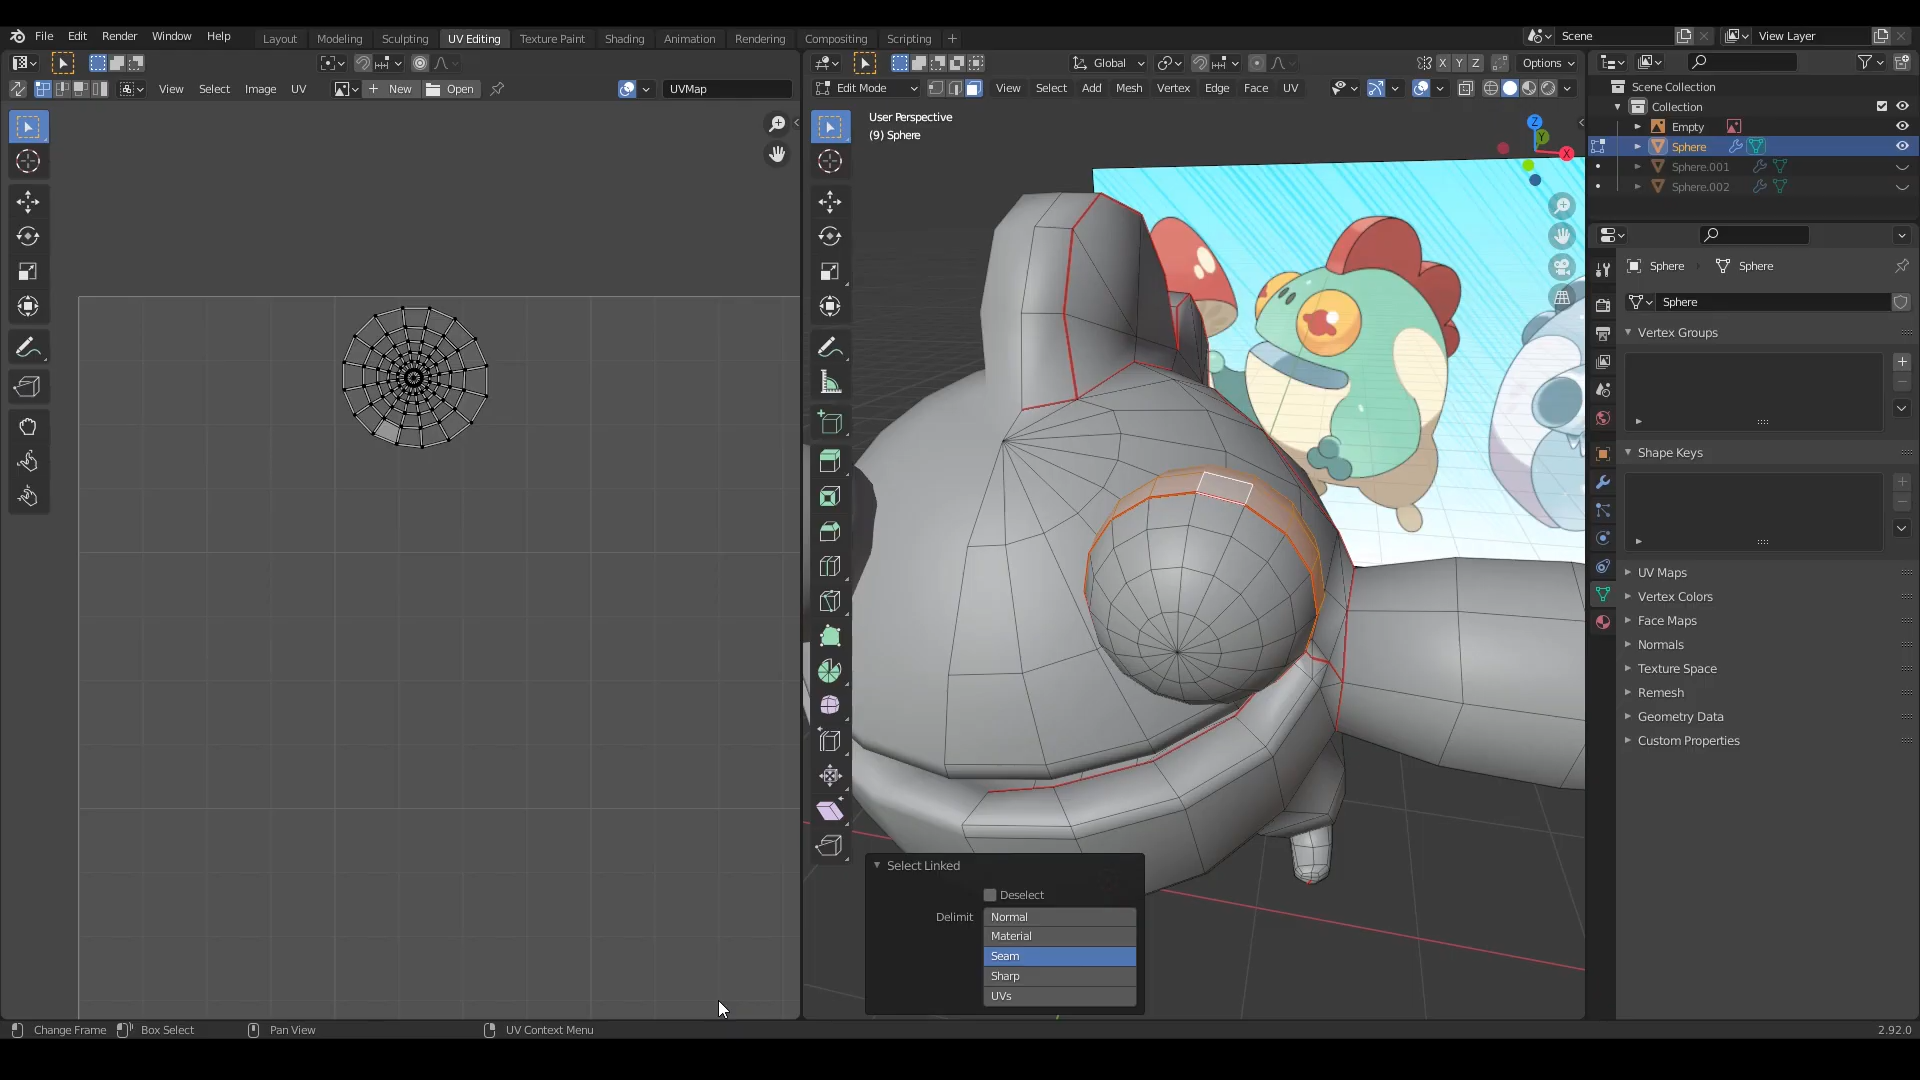 File Edit Render Window Help
Layout Modeling Sculpting UV Editing Texture Paint Shading Animation Rendering Compositing Scripting +
Scene
View Layer
Global
X Y Z
Options
View Select Image UV
New
Open
UVMap
Edit Mode
View Select Add Mesh Vertex Edge Face UV
User Perspective
(9) Sphere
Z
Y
X
Scene Collection
Collection
Empty
Sphere
Sphere.001
Sphere.002
Sphere
Sphere
Sphere
Vertex Groups
Shape Keys
UV Maps
Vertex Colors
Face Maps
Normals
Texture Space
Remesh
Geometry Data
Custom Properties
Select Linked
Deselect
Delimit
Normal
Material
Seam
Sharp
UVs
Change Frame
Box Select
Pan View
UV Context Menu
2.92.0